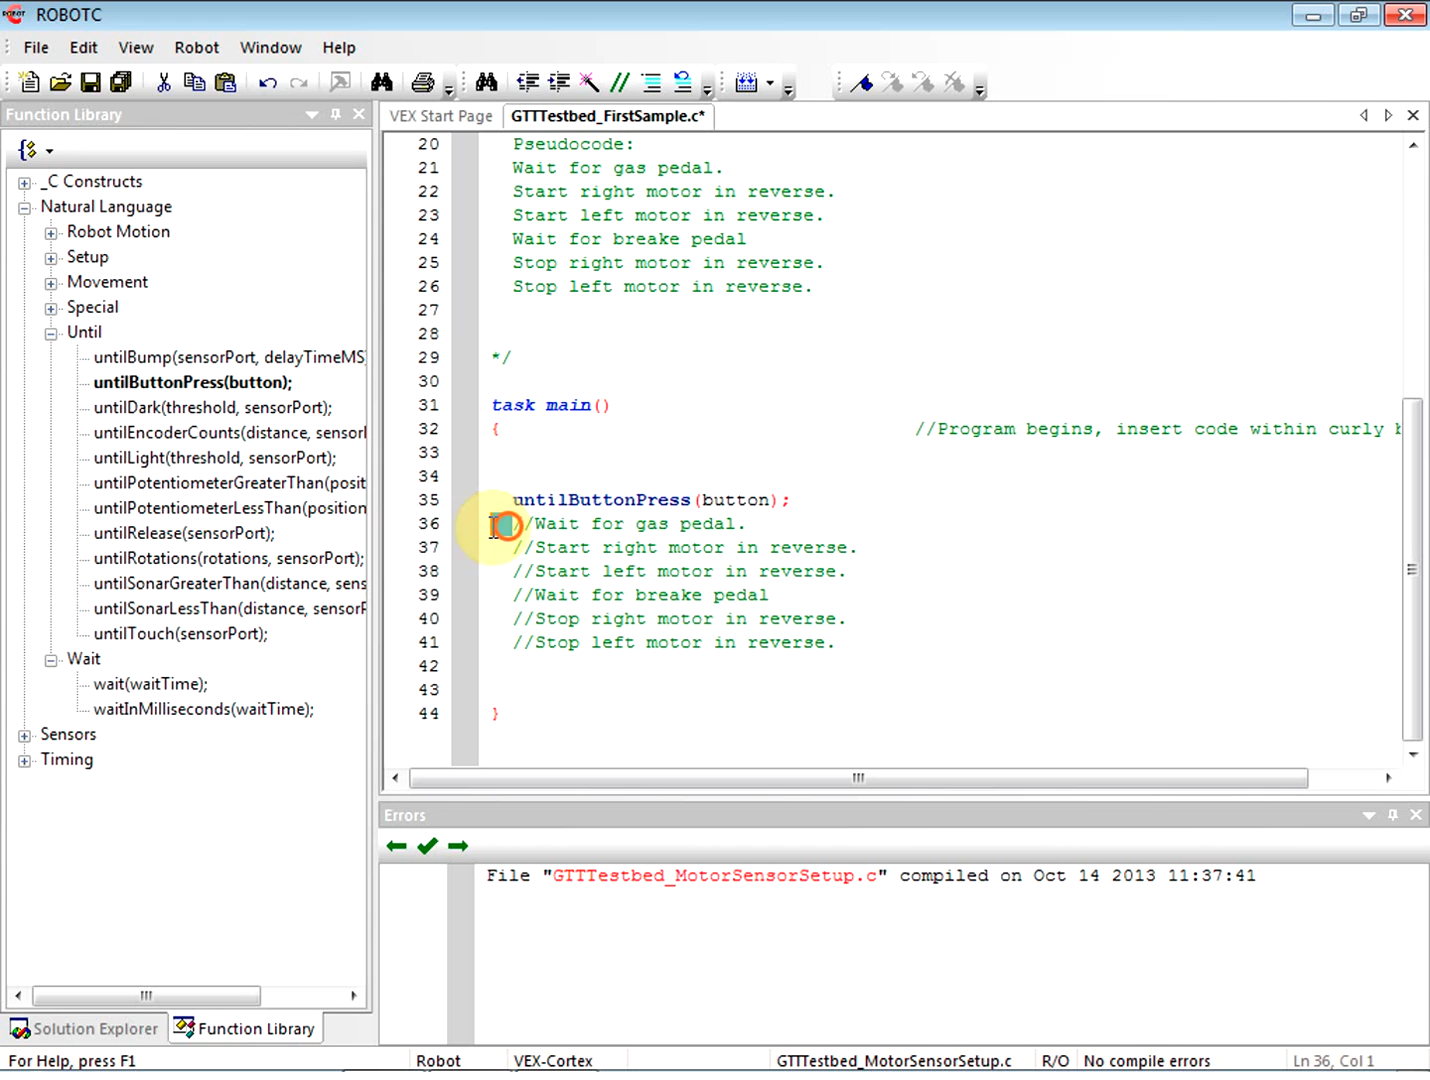 ROBOTC
File Edit View Robot Window Help
Function Library
VEX Start Page GTTTestbed_FirstSample.c*
_C Constructs
Natural Language
Robot Motion
Setup
Movement
Special
Until
untilBump(sensorPort, delayTimeMS)
untilButtonPress(button);
untilDark(threshold, sensorPort);
untilEncoderCounts(distance, sensorl
untilLight(threshold, sensorPort);
untilPotentiometerGreaterThan(posit
untilPotentiometerLessThan(position
untilRelease(sensorPort);
untilRotations(rotations, sensorPort);
untilSonarGreaterThan(distance, sens
untilSonarLessThan(distance, sensorP
untilTouch(sensorPort);
Wait
wait(waitTime);
waitInMilliseconds(waitTime);
Sensors
Timing
20 Pseudocode:
21 Wait for gas pedal.
22 Start right motor in reverse.
23 Start left motor in reverse.
24 Wait for breake pedal
25 Stop right motor in reverse.
26 Stop left motor in reverse.
27
28
29 */
30
31 task main()
32 { //Program begins, insert code within curly b
33
34
35 untilButtonPress(button);
36 //Wait for gas pedal.
37 //Start right motor in reverse.
38 //Start left motor in reverse.
39 //Wait for breake pedal
40 //Stop right motor in reverse.
41 //Stop left motor in reverse.
42
43
44 }
Errors
File "GTTTestbed_MotorSensorSetup.c" compiled on Oct 14 2013 11:37:41
Solution Explorer Function Library
For Help, press F1 Robot VEX-Cortex GTTTestbed_MotorSensorSetup.c R/O No compile errors Ln 36, Col 1